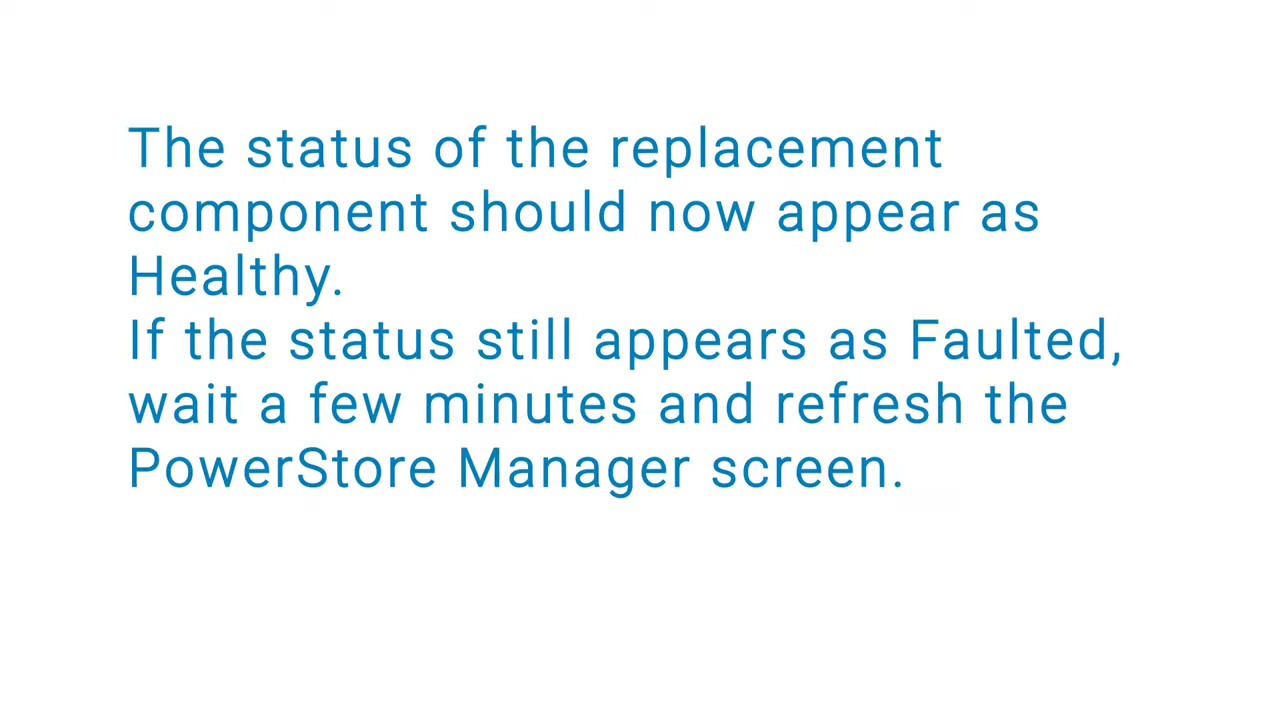 The status of the replacement
component should now appear as
Healthy.
If the status still appears as Faulted,
wait a few minutes and refresh the
PowerStore Manager screen.